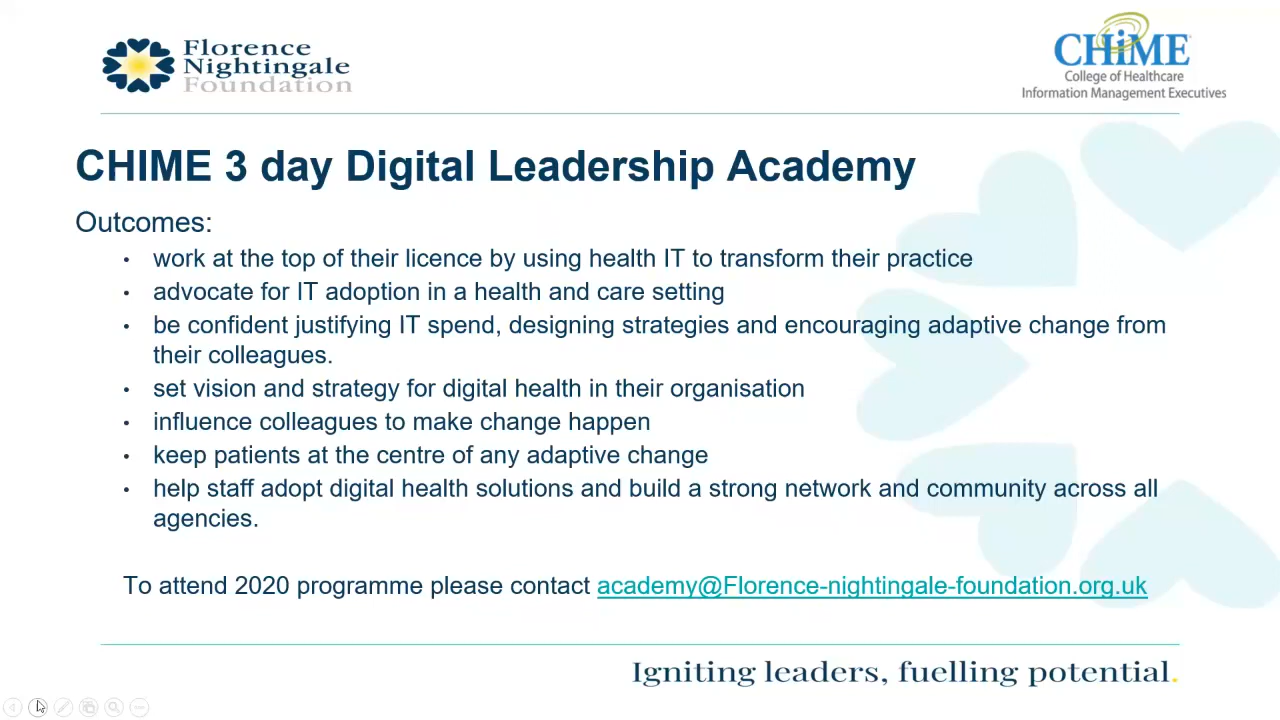 Florence
Nightingale
Foundation
CHiME
College of Healthcare
Information Management Executives
CHIME 3 day Digital Leadership Academy
Outcomes:
• work at the top of their licence by using health IT to transform their practice
• advocate for IT adoption in a health and care setting
• be confident justifying IT spend, designing strategies and encouraging adaptive change from
their colleagues.
• set vision and strategy for digital health in their organisation
• influence colleagues to make change happen
• keep patients at the centre of any adaptive change
• help staff adopt digital health solutions and build a strong network and community across all
agencies.
To attend 2020 programme please contact academy@Florence-nightingale-foundation.org.uk
Igniting leaders, fuelling potential.